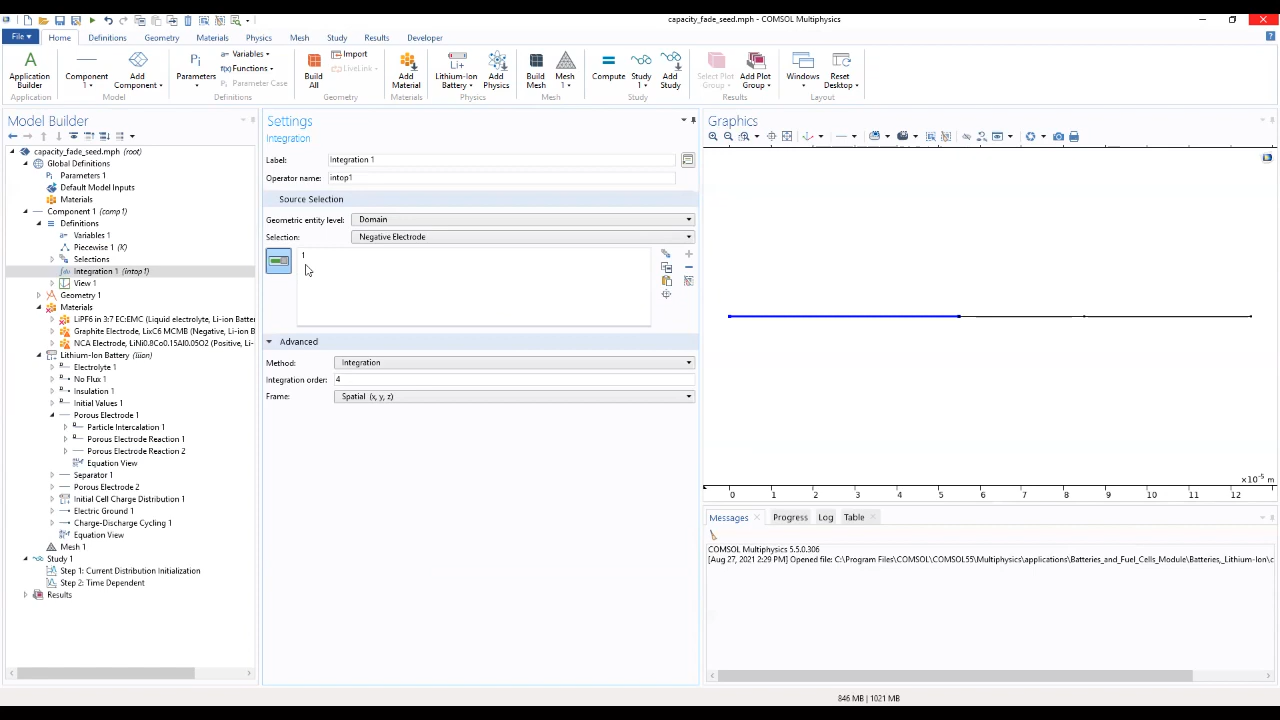 capacity_fade_seed.mph - COMSOL Multiphysics
File Home Definitions Geometry Materials Physics Mesh Study Results Developer
Application Builder
Application
Component 1
Add Component
Model
Parameters
Variables
Functions
Parameter Case
Definitions
Build All
Import
LiveLink
Geometry
Add Material
Materials
Lithium-Ion Battery
Add Physics
Physics
Build Mesh
Mesh 1
Mesh
Compute
Study 1
Add Study
Study
Select Plot Group
Add Plot Group
Results
Windows
Reset Desktop
Layout
Model Builder
capacity_fade_seed.mph (root)
Global Definitions
Parameters 1
Default Model Inputs
Materials
Component 1 (comp1)
Definitions
Variables 1
Piecewise 1 (K)
Selections
Integration 1 (intop1)
View 1
Geometry 1
Materials
LiPF6 in 3:7 EC:EMC (Liquid electrolyte, Li-ion Batter
Graphite Electrode, LixC6 MCMB (Negative, Li-ion B
NCA Electrode, LiNi0.8Co0.15Al0.05O2 (Positive, Li-
Lithium-Ion Battery (liion)
Electrolyte 1
No Flux 1
Insulation 1
Initial Values 1
Porous Electrode 1
Particle Intercalation 1
Porous Electrode Reaction 1
Porous Electrode Reaction 2
Equation View
Separator 1
Porous Electrode 2
Initial Cell Charge Distribution 1
Electric Ground 1
Charge-Discharge Cycling 1
Equation View
Mesh 1
Study 1
Step 1: Current Distribution Initialization
Step 2: Time Dependent
Results
Settings
Integration
Label: Integration 1
Operator name: intop1
Source Selection
Geometric entity level: Domain
Selection: Negative Electrode
1
Advanced
Method: Integration
Integration order: 4
Frame: Spatial (x, y, z)
Graphics
×10⁻⁵ m
0 1 2 3 4 5 6 7 8 9 10 11 12
Messages Progress Log Table
COMSOL Multiphysics 5.5.0.306
[Aug 27, 2021 2:29 PM] Opened file: C:\Program Files\COMSOL\COMSOL55\Multiphysics\applications\Batteries_and_Fuel_Cells_Module\Batteries,_Lithium-Ion\c
846 MB | 1021 MB